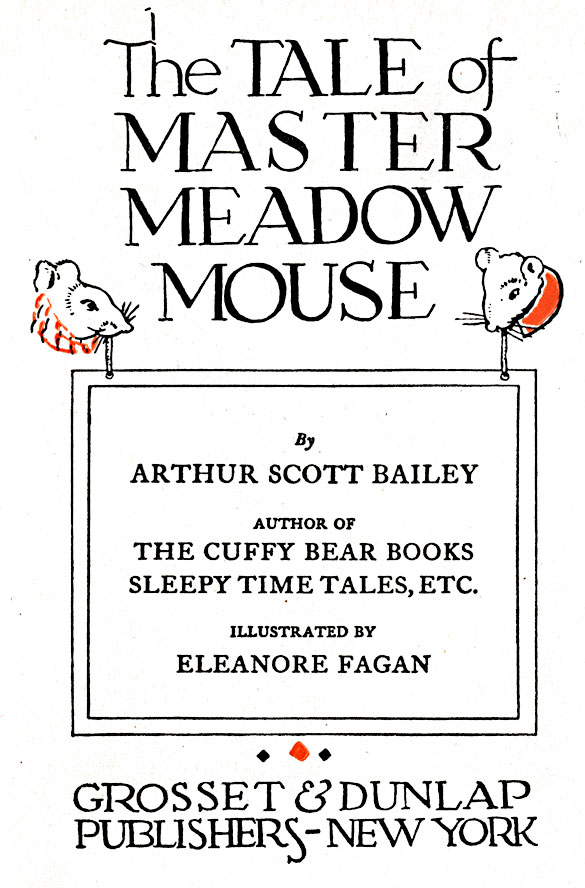 The TALE of
MASTER
MEADOW
MOUSE
By
ARTHUR SCOTT BAILEY
AUTHOR OF
THE CUFFY BEAR BOOKS
SLEEPY TIME TALES, ETC.
ILLUSTRATED BY
ELEANORE FAGAN
GROSSET & DUNLAP
PUBLISHERS-NEW YORK